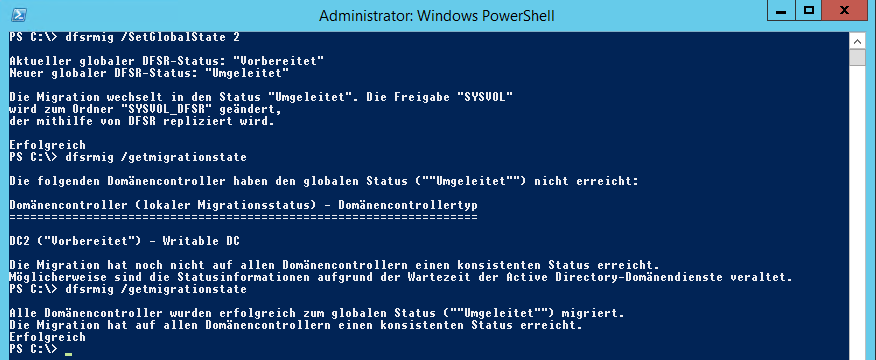 Administrator: Windows PowerShell
PS C:\> dfsrmig /SetGlobalState 2
Aktueller globaler DFSR-Status: "Vorbereitet"
Neuer globaler DFSR-Status: "Umgeleitet"
Die Migration wechselt in den Status "Umgeleitet". Die Freigabe "SYSVOL"
wird zum Ordner "SYSVOL_DFSR" geändert,
der mithilfe von DFSR repliziert wird.
Erfolgreich
PS C:\> dfsrmig /getmigrationstate
Die folgenden Domänencontroller haben den globalen Status (""Umgeleitet"") nicht erreicht:
Domänencontroller (lokaler Migrationsstatus) - Domänencontrollertyp
===================================================================
DC2 ("Vorbereitet") - Writable DC
Die Migration hat noch nicht auf allen Domänencontrollern einen konsistenten Status erreicht.
Möglicherweise sind die Statusinformationen aufgrund der Wartezeit der Active Directory-Domänendienste veraltet.
PS C:\> dfsrmig /getmigrationstate
Alle Domänencontroller wurden erfolgreich zum globalen Status (""Umgeleitet"") migriert.
Die Migration hat auf allen Domänencontrollern einen konsistenten Status erreicht.
Erfolgreich
PS C:\> _